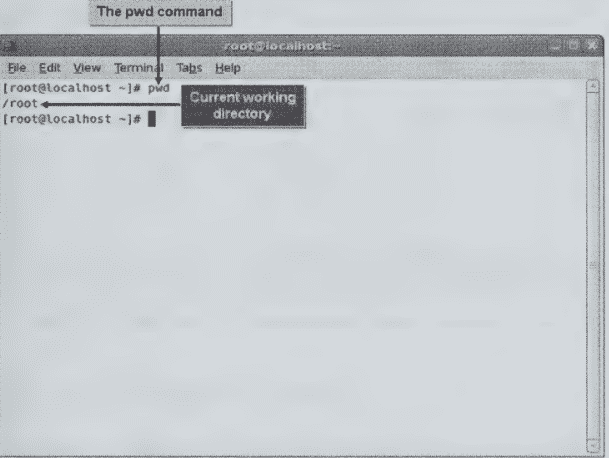 The pwd command
root@localhost:~
File Edit View Terminal Tabs Help
[root@localhost ~]# pwd
/root
Current working
directory
[root@localhost ~]#